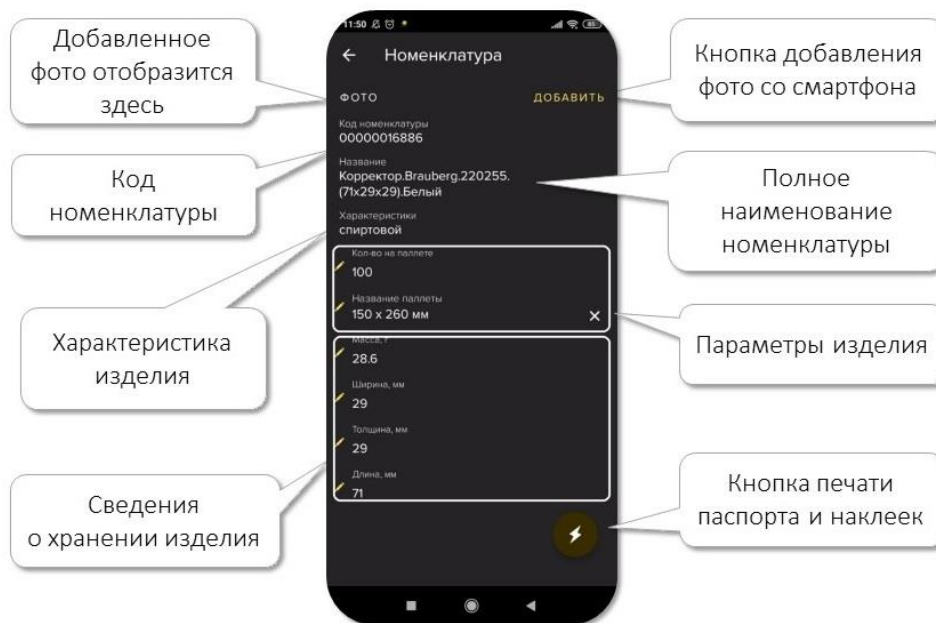 Добавленное
фото отобразится
здесь
Код
номенклатуры
Характеристика
изделия
Сведения
о хранении изделия
11:50
85
Номенклатура
ФОТО
ДОБАВИТЬ
Код номенклатуры
00000016886
Название
Корректор.Brauberg.220255.
(71x29x29).Белый
Характеристики
спиртовой
Кол-во на паллете
100
Название паллеты
150 x 260 мм
Масса, г
28.6
Ширина, мм
29
Толщина, мм
29
Длина, мм
71
Кнопка добавления
фото со смартфона
Полное
наименование
номенклатуры
Параметры изделия
Кнопка печати
паспорта и наклеек